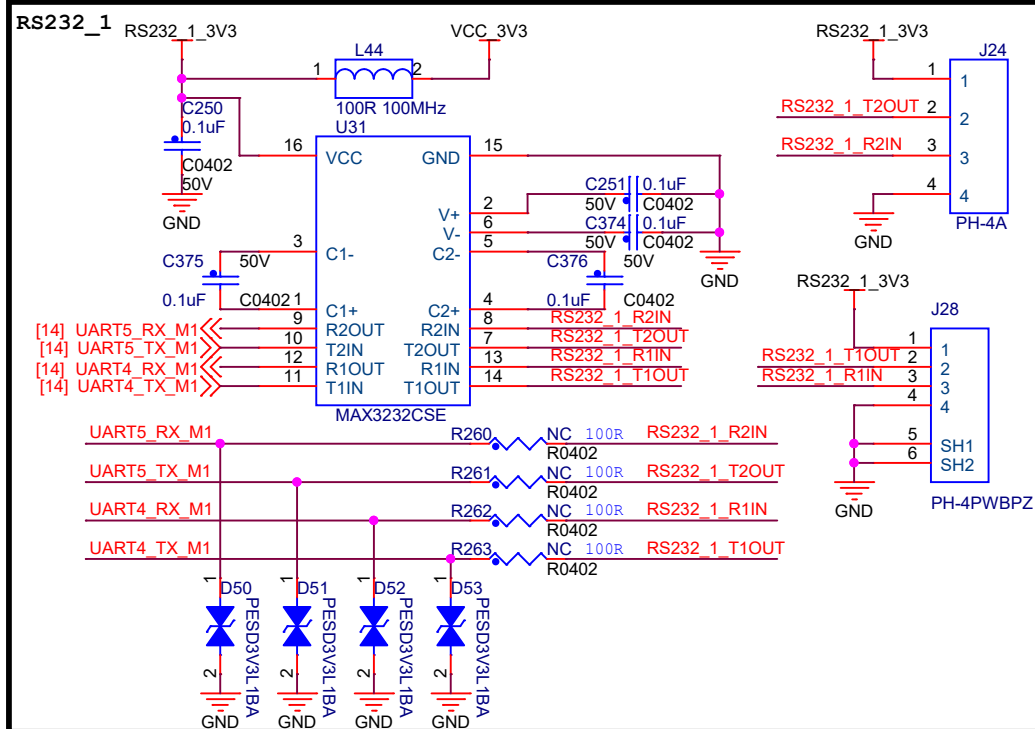 RS232_1
RS232_1_3V3
VCC_3V3
RS232_1_3V3
L44
J24
1
2
100R 100MHz
C250
0.1uF
C0402
50V
GND
U31
16
VCC
GND
15
C251
0.1uF
50V
C0402
2
V+
C374
0.1uF
6
V-
50V
C0402
GND
3
C1-
C2-
5
C375
50V
0.1uF
C0402
C376
50V
0.1uF
C0402
1
C1+
C2+
4
[14] UART5_RX_M1
9
R2OUT
R2IN
8
RS232_1_R2IN
[14] UART5_TX_M1
10
T2IN
T2OUT
7
RS232_1_T2OUT
[14] UART4_RX_M1
12
R1OUT
R1IN
13
RS232_1_R1IN
[14] UART4_TX_M1
11
T1IN
T1OUT
14
RS232_1_T1OUT
MAX3232CSE
1
1
RS232_1_T2OUT
2
2
RS232_1_R2IN
3
3
4
4
GND
PH-4A
RS232_1_3V3
J28
1
1
RS232_1_T1OUT
2
2
RS232_1_R1IN
3
3
4
4
5
SH1
6
SH2
GND
PH-4PWBPZ
UART5_RX_M1
R260
NC
100R
RS232_1_R2IN
R0402
UART5_TX_M1
R261
NC
100R
RS232_1_T2OUT
R0402
UART4_RX_M1
R262
NC
100R
RS232_1_R1IN
R0402
UART4_TX_M1
R263
NC
100R
RS232_1_T1OUT
R0402
1
D50
PESD3V3L1BA
2
GND
1
D51
PESD3V3L1BA
2
GND
1
D52
PESD3V3L1BA
2
GND
1
D53
PESD3V3L1BA
2
GND